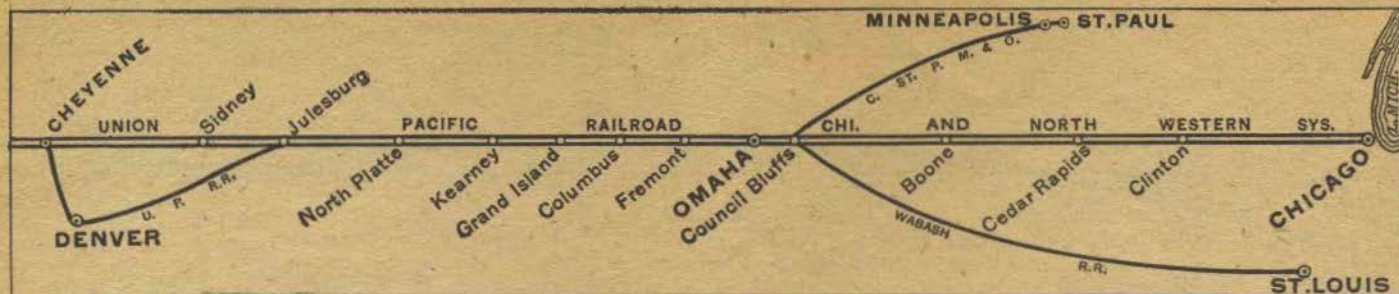 MINNEAPOLIS ST. PAUL
C. ST. P. M. & O.
CHEYENNE
Sidney
Julesburg
UNION PACIFIC RAILROAD CHI. AND NORTH WESTERN SYS.
U. P. R.R.
DENVER
North Platte
Kearney
Grand Island
Columbus
Fremont
OMAHA
Council Bluffs
Boone
Cedar Rapids
Clinton
CHICAGO
WABASH R.R.
ST. LOUIS